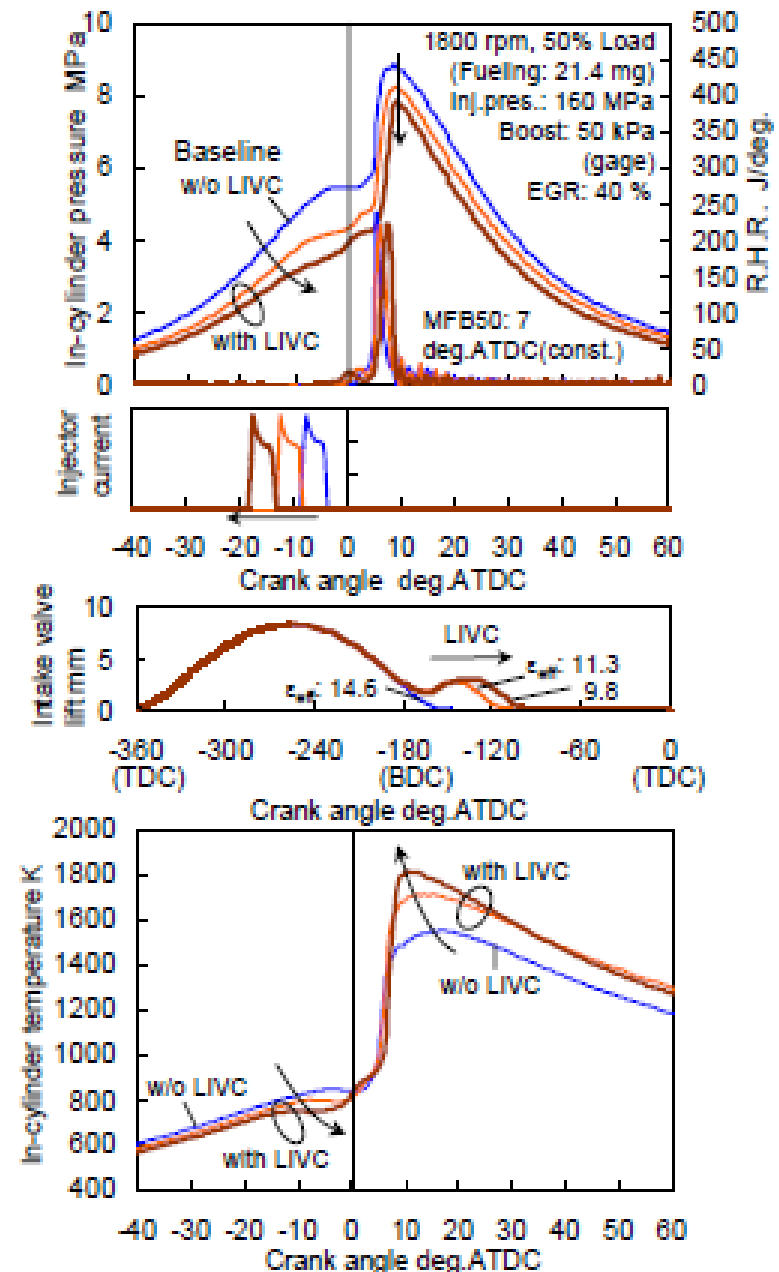 In-cylinder pressure MPa
10
8
6
4
2
0
1800 rpm, 50% Load
(Fueling: 21.4 mg)
Inj.pres.: 160 MPa
Boost: 50 kPa
(gage)
EGR: 40 %
Baseline
w/o LIVC
with LIVC
MFB50: 7
deg.ATDC(const.)
500
450
400
350
300
250
200
150
100
50
0
R.H.R., J/deg.
Injector
current
-40 -30 -20 -10 0 10 20 30 40 50 60
Crank angle deg.ATDC
Intake valve
lift mm
10
5
0
LIVC
εeff: 14.6
εeff: 11.3
9.8
-360 -300 -240 -180 -120 -60 0
(TDC) (BDC) (TDC)
Crank angle deg.ATDC
In-cylinder temperature K
2000
1800
1600
1400
1200
1000
800
600
400
with LIVC
w/o LIVC
w/o LIVC
with LIVC
-40 -30 -20 -10 0 10 20 30 40 50 60
Crank angle deg.ATDC